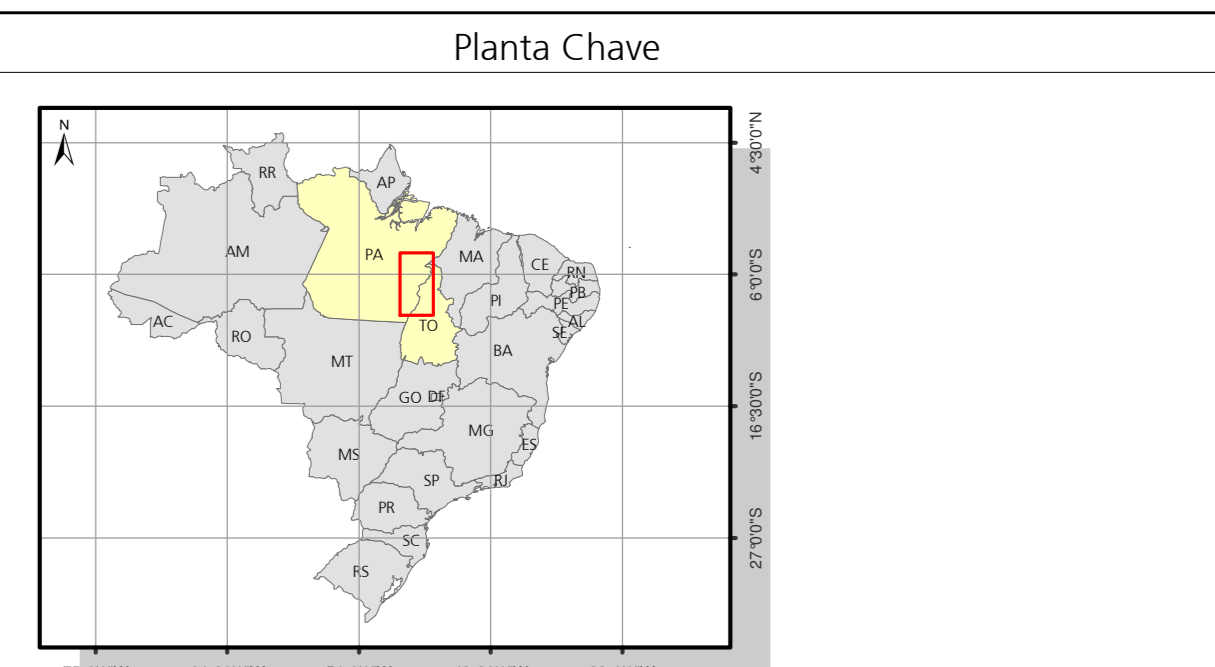 Planta Chave
N
4°30'0"N
RR
AP
AM
PA
MA
CE
RN
6°0'0"S
PB
PI
PE
AC
TO
AL
RO
SE
MT
BA
GO
DF
16°30'0"S
MG
ES
MS
SP
RJ
PR
27°0'0"S
SC
RS